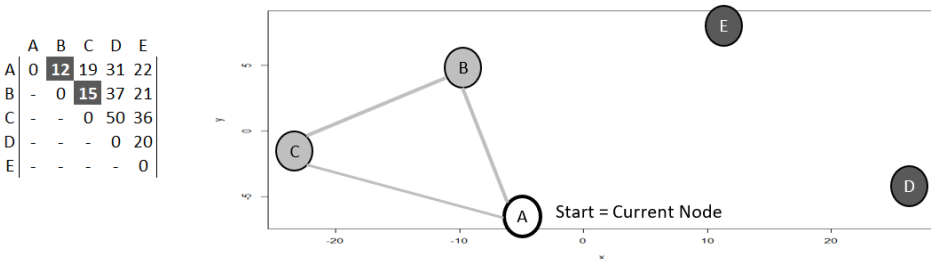 A B C D E
A 0 12 19 31 22
B - 0 15 37 21
C - - 0 50 36
D - - - 0 20
E - - - - 0
E
B
C
D
A
Start = Current Node
y
5
0
-5
-20 -10 0 10 20
x